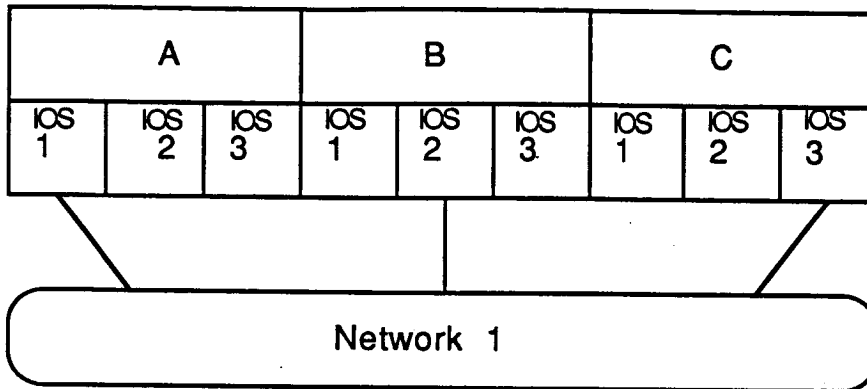 A B C
IOS IOS IOS IOS IOS IOS IOS IOS IOS
1 2 3 1 2 3 1 2 3
Network 1